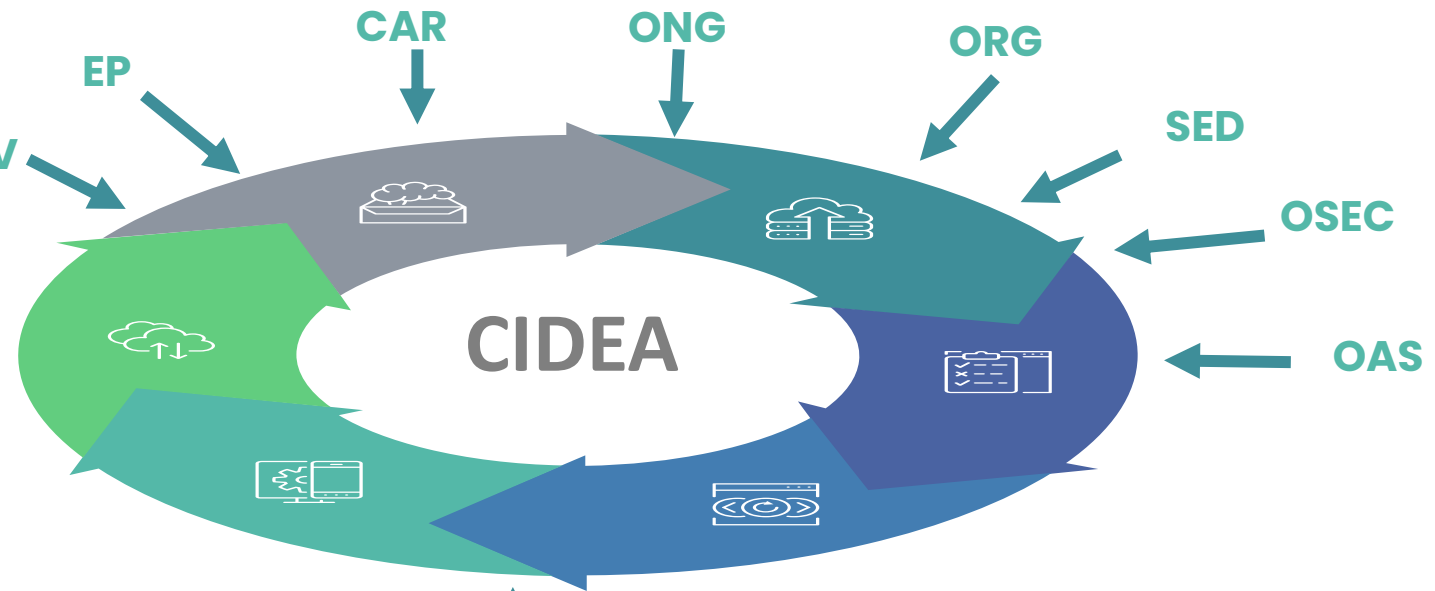 CAR
ONG
ORG
EP
SED
V
OSEC
CIDEA
OAS